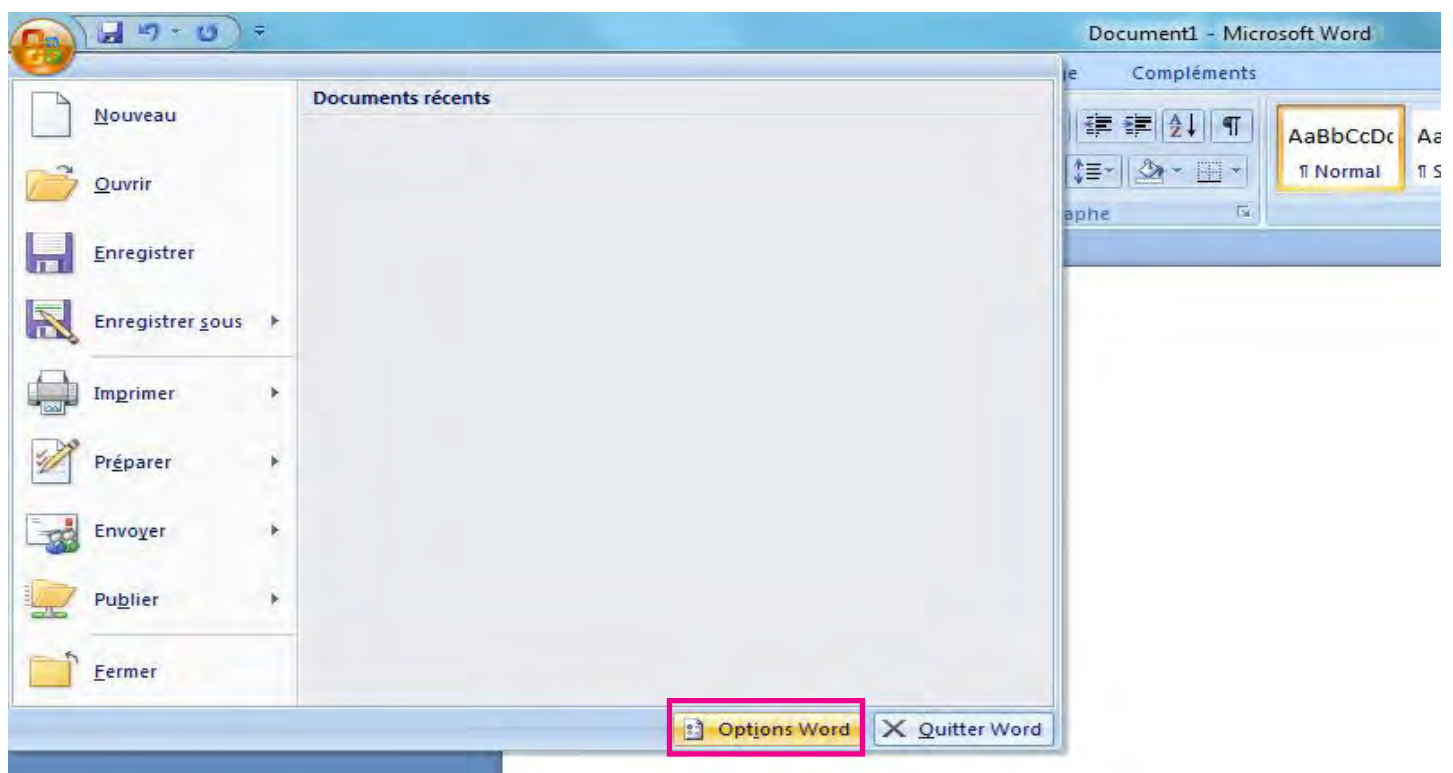 Document1 - Microsoft Word
Compléments
Nouveau
Documents récents
AaBbCcDc
¶ Normal
Ouvrir
Enregistrer
Enregistrer sous
Imprimer
Préparer
Envoyer
Publier
Fermer
Options Word
Quitter Word